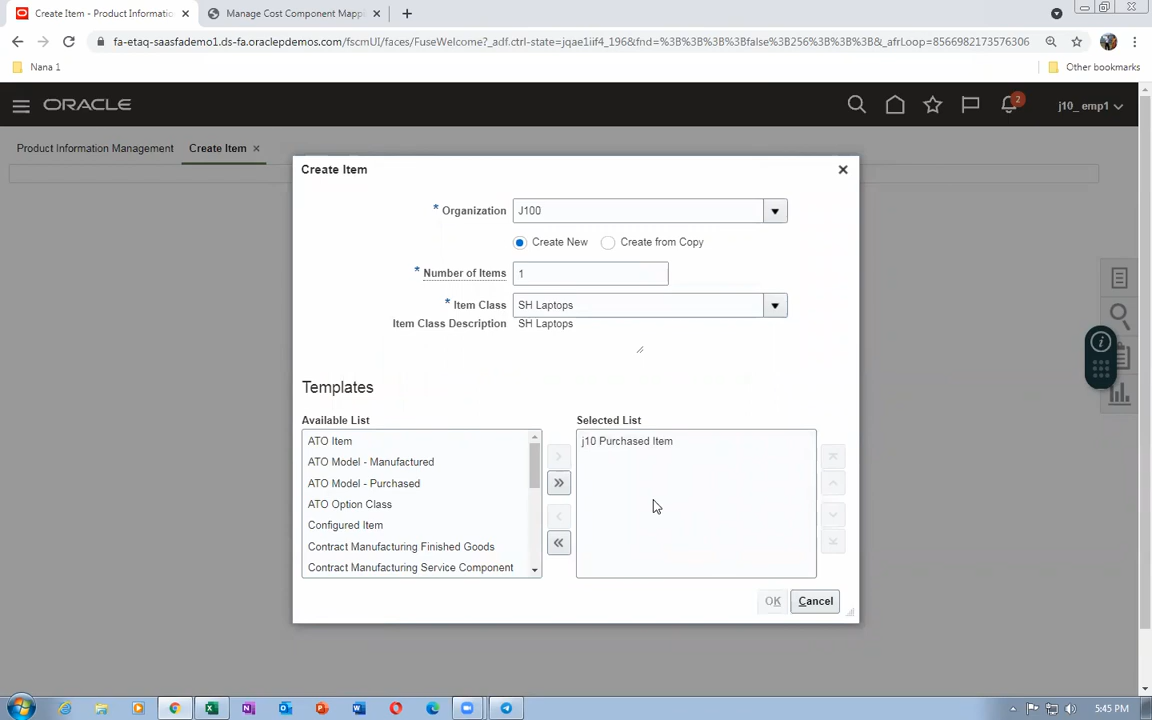 Create Item - Product Informatio
Manage Cost Component Mappi
fa-etaq-saasfademo1.ds-fa.oraclepdemos.com/fscmUI/faces/FuseWelcome?_adf.ctrl-state=jqae1iif4_196&fnd=%3B%3B%3B%3Bfalse%3B256%3B%3B%3B&_afrLoop=8566982173576306
Nana 1
Other bookmarks
ORACLE
2
j10_ emp1
Product Information Management
Create Item
Create Item
* Organization J100
Create New Create from Copy
* Number of Items 1
* Item Class SH Laptops
Item Class Description SH Laptops
Templates
Available List Selected List
ATO Item
ATO Model - Manufactured
ATO Model - Purchased
ATO Option Class
Configured Item
Contract Manufacturing Finished Goods
Contract Manufacturing Service Component
j10 Purchased Item
OK Cancel
5:45 PM